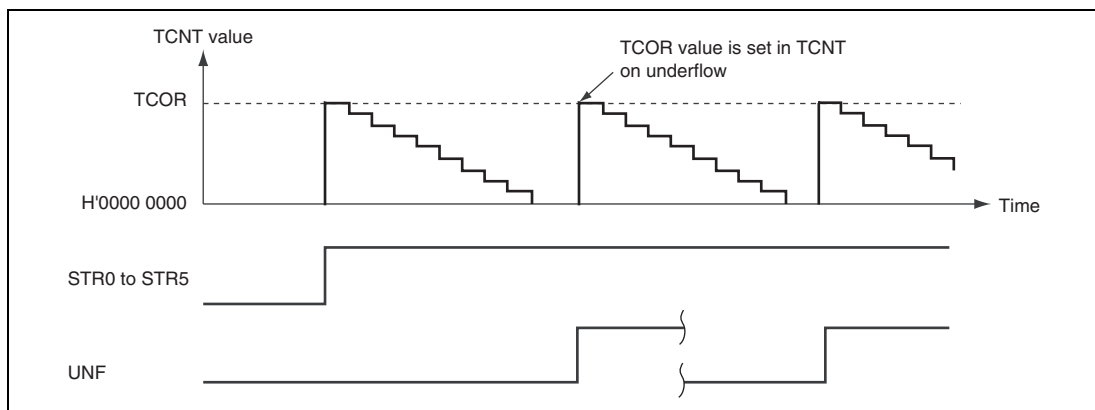 TCNT value
TCOR value is set in TCNT
on underflow
TCOR
H'0000 0000
Time
STR0 to STR5
UNF